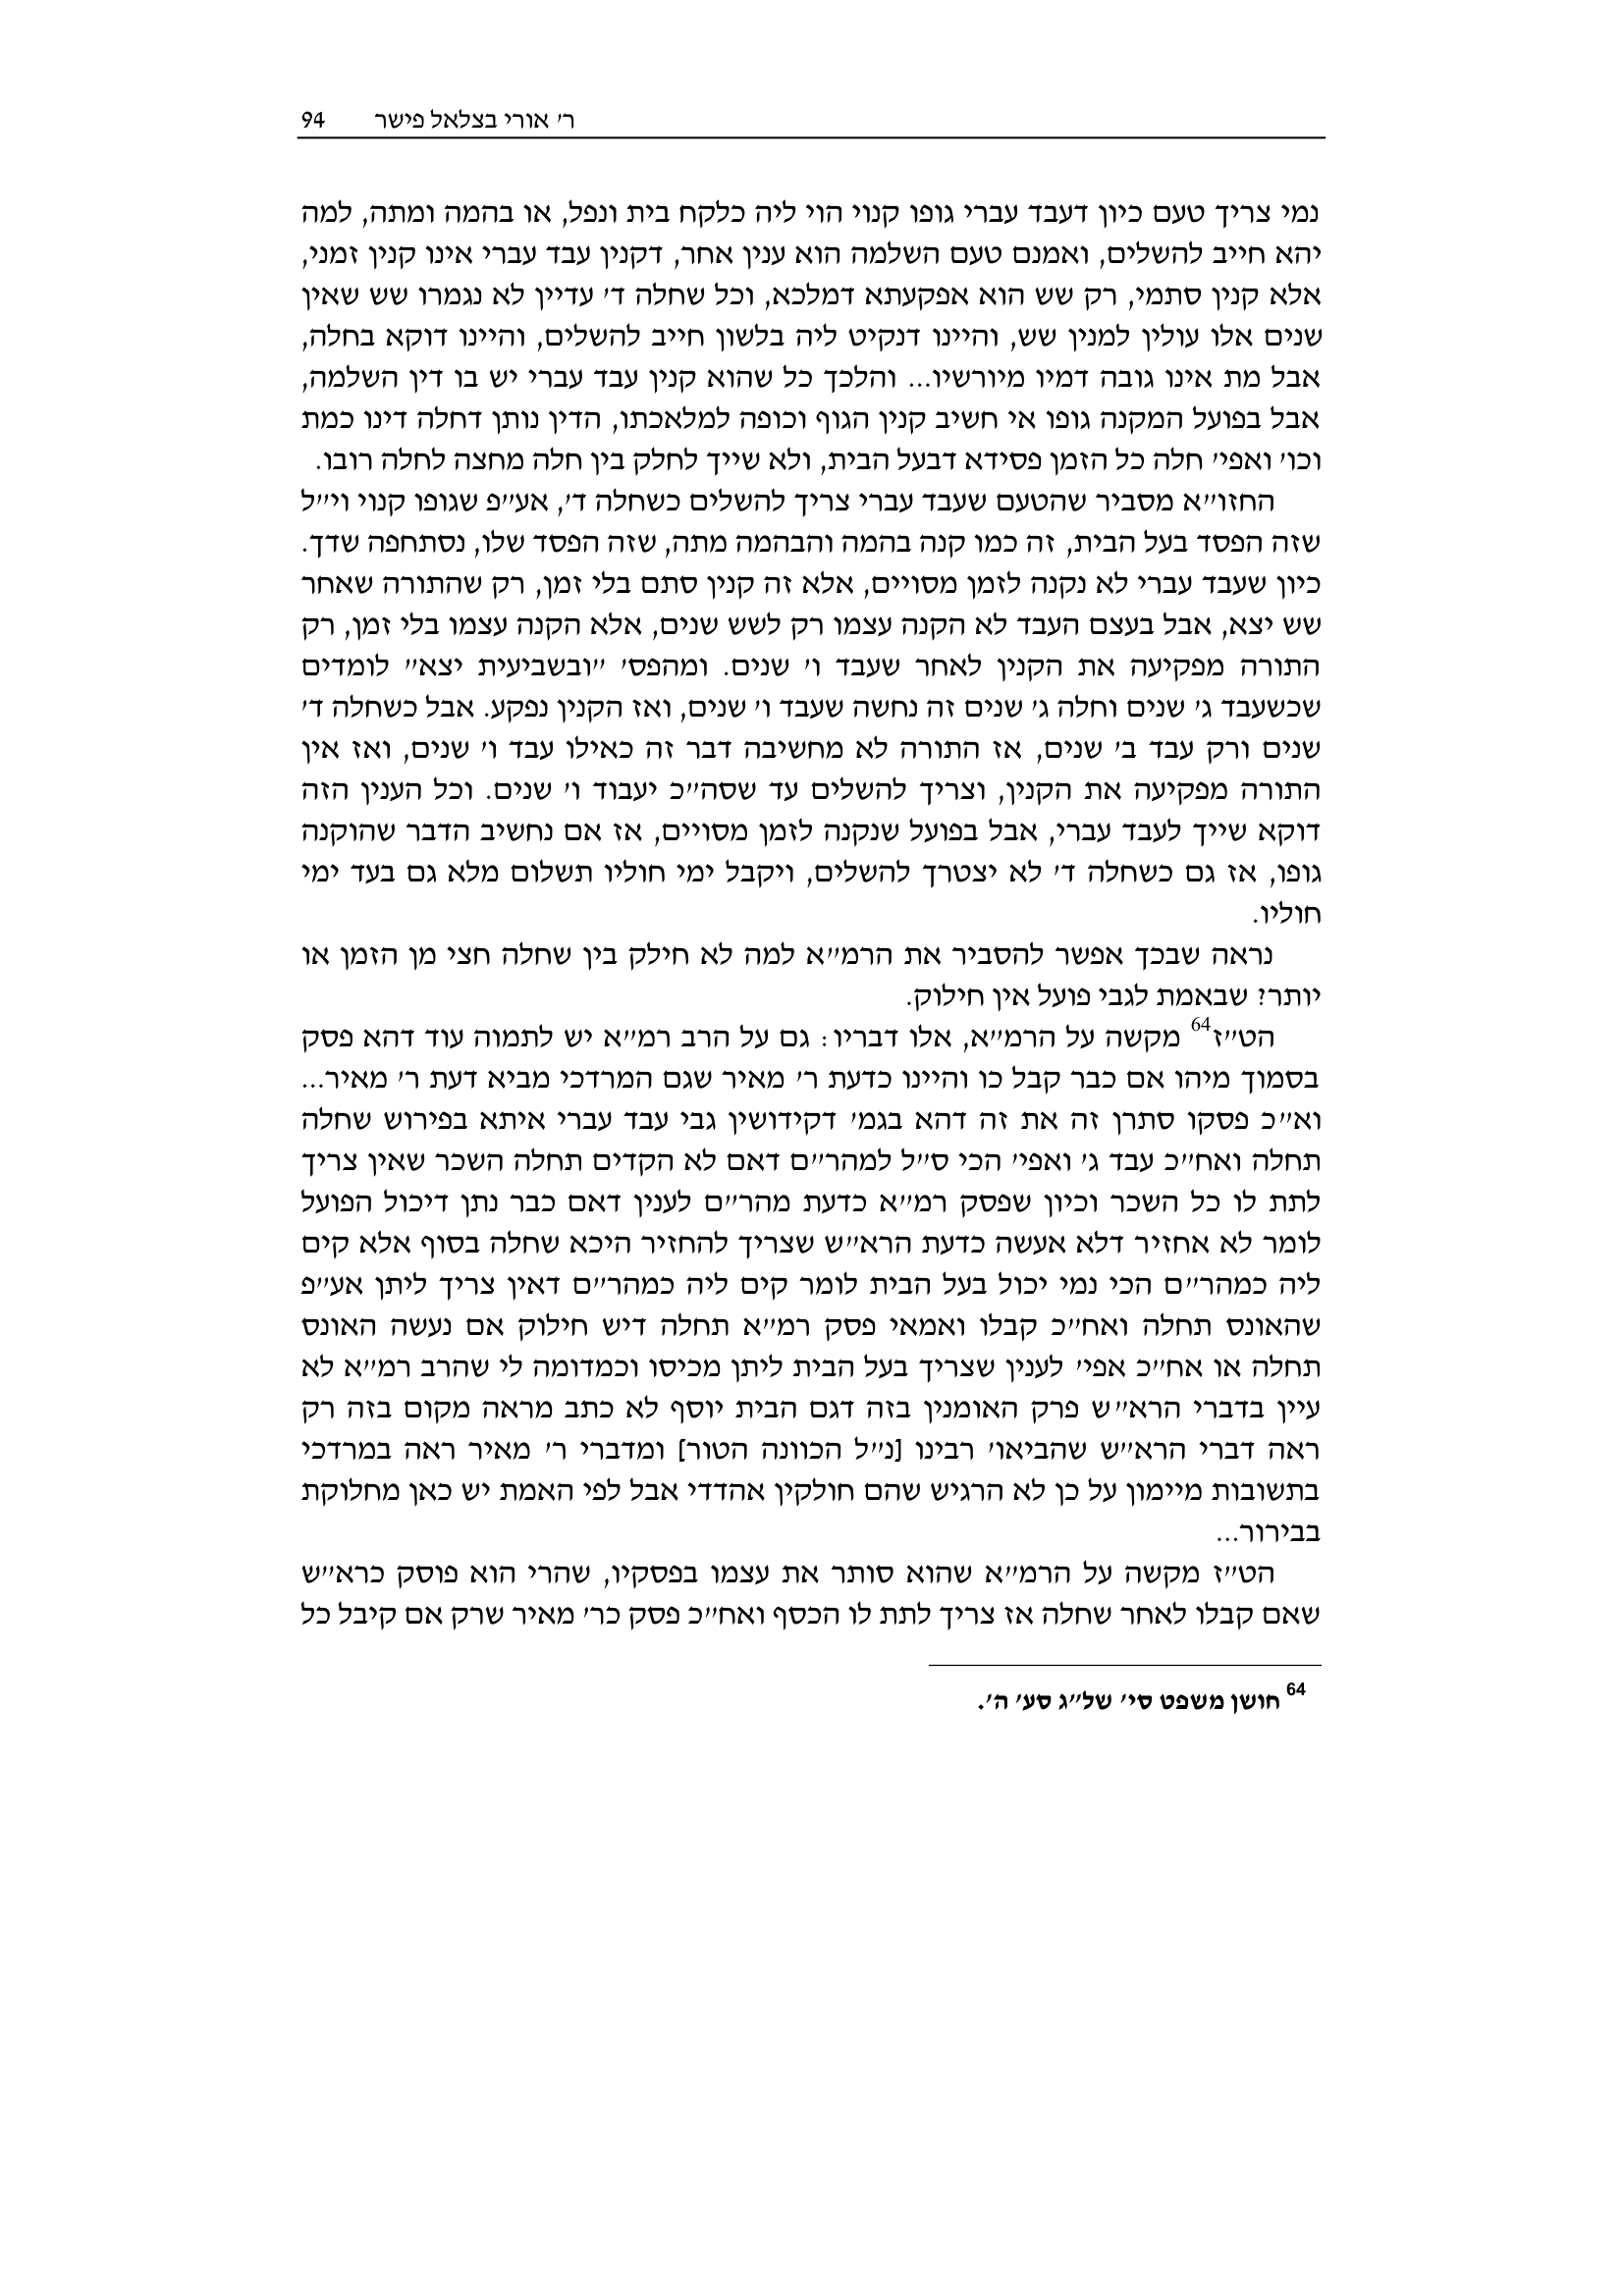 ר׳ אורי בצלאל פישר 94
נמי צריך טעם כיון דעבד עברי גופו קנוי הוי ליה כלקח בית ונפל, או בהמה ומתה, למה
יהא חייב להשלים, ואמנם טעם השלמה הוא ענין אחר, דקנין עבד עברי אינו קנין זמני,
אלא קנין סתמי, רק שש הוא אפקעתא דמלכא, וכל שחלה ד׳ עדיין לא נגמרו שש שאין
שנים אלו עולין למנין שש, והיינו דנקיט ליה בלשון חייב להשלים, והיינו דוקא בחלה,
אבל מת אינו גובה דמיו מיורשיו... והלכך כל שהוא קנין עבד עברי יש בו דין השלמה,
אבל בפועל המקנה גופו אי חשיב קנין הגוף וכופה למלאכתו, הדין נותן דחלה דינו כמת
וכו׳ ואפי׳ חלה כל הזמן פסידא דבעל הבית, ולא שייך לחלק בין חלה מחצה לחלה רובו.
החזו״א מסביר שהטעם שעבד עברי צריך להשלים כשחלה ד׳, אע״פ שגופו קנוי וי״ל
שזה הפסד בעל הבית, זה כמו קנה בהמה והבהמה מתה, שזה הפסד שלו, נסתחפה שדך.
כיון שעבד עברי לא נקנה לזמן מסויים, אלא זה קנין סתם בלי זמן, רק שהתורה שאחר
שש יצא, אבל בעצם העבד לא הקנה עצמו רק לשש שנים, אלא הקנה עצמו בלי זמן, רק
התורה מפקיעה את הקנין לאחר שעבד ו׳ שנים. ומהפס׳ ״ובשביעית יצא״ לומדים
שכשעבד ג׳ שנים וחלה ג׳ שנים זה נחשה שעבד ו׳ שנים, ואז הקנין נפקע. אבל כשחלה ד׳
שנים ורק עבד ב׳ שנים, אז התורה לא מחשיבה דבר זה כאילו עבד ו׳ שנים, ואז אין
התורה מפקיעה את הקנין, וצריך להשלים עד שסה״כ יעבוד ו׳ שנים. וכל הענין הזה
דוקא שייך לעבד עברי, אבל בפועל שנקנה לזמן מסויים, אז אם נחשיב הדבר שהוקנה
גופו, אז גם כשחלה ד׳ לא יצטרך להשלים, ויקבל ימי חוליו תשלום מלא גם בעד ימי
חוליו.
נראה שבכך אפשר להסביר את הרמ״א למה לא חילק בין שחלה חצי מן הזמן או
יותר? שבאמת לגבי פועל אין חילוק.
הט״ז64 מקשה על הרמ״א, אלו דבריו: גם על הרב רמ״א יש לתמוה עוד דהא פסק
בסמוך מיהו אם כבר קבל כו והיינו כדעת ר׳ מאיר שגם המרדכי מביא דעת ר׳ מאיר...
וא״כ פסקו סתרן זה את זה דהא בגמ׳ דקידושין גבי עבד עברי איתא בפירוש שחלה
תחלה ואח״כ עבד ג׳ ואפי׳ הכי ס״ל למהר״ם דאם לא הקדים תחלה השכר שאין צריך
לתת לו כל השכר וכיון שפסק רמ״א כדעת מהר״ם לענין דאם כבר נתן דיכול הפועל
לומר לא אחזיר דלא אעשה כדעת הרא״ש שצריך להחזיר היכא שחלה בסוף אלא קים
ליה כמהר״ם הכי נמי יכול בעל הבית לומר קים ליה כמהר״ם דאין צריך ליתן אע״פ
שהאונס תחלה ואח״כ קבלו ואמאי פסק רמ״א תחלה דיש חילוק אם נעשה האונס
תחלה או אח״כ אפי׳ לענין שצריך בעל הבית ליתן מכיסו וכמדומה לי שהרב רמ״א לא
עיין בדברי הרא״ש פרק האומנין בזה דגם הבית יוסף לא כתב מראה מקום בזה רק
ראה דברי הרא״ש שהביאו׳ רבינו [נ״ל הכוונה הטור] ומדברי ר׳ מאיר ראה במרדכי
בתשובות מיימון על כן לא הרגיש שהם חולקין אהדדי אבל לפי האמת יש כאן מחלוקת
בבירור...
הט״ז מקשה על הרמ״א שהוא סותר את עצמו בפסקיו, שהרי הוא פוסק כרא״ש
שאם קבלו לאחר שחלה אז צריך לתת לו הכסף ואח״כ פסק כר׳ מאיר שרק אם קיבל כל
64 חושן משפט סי׳ של״ג סע׳ ה׳.